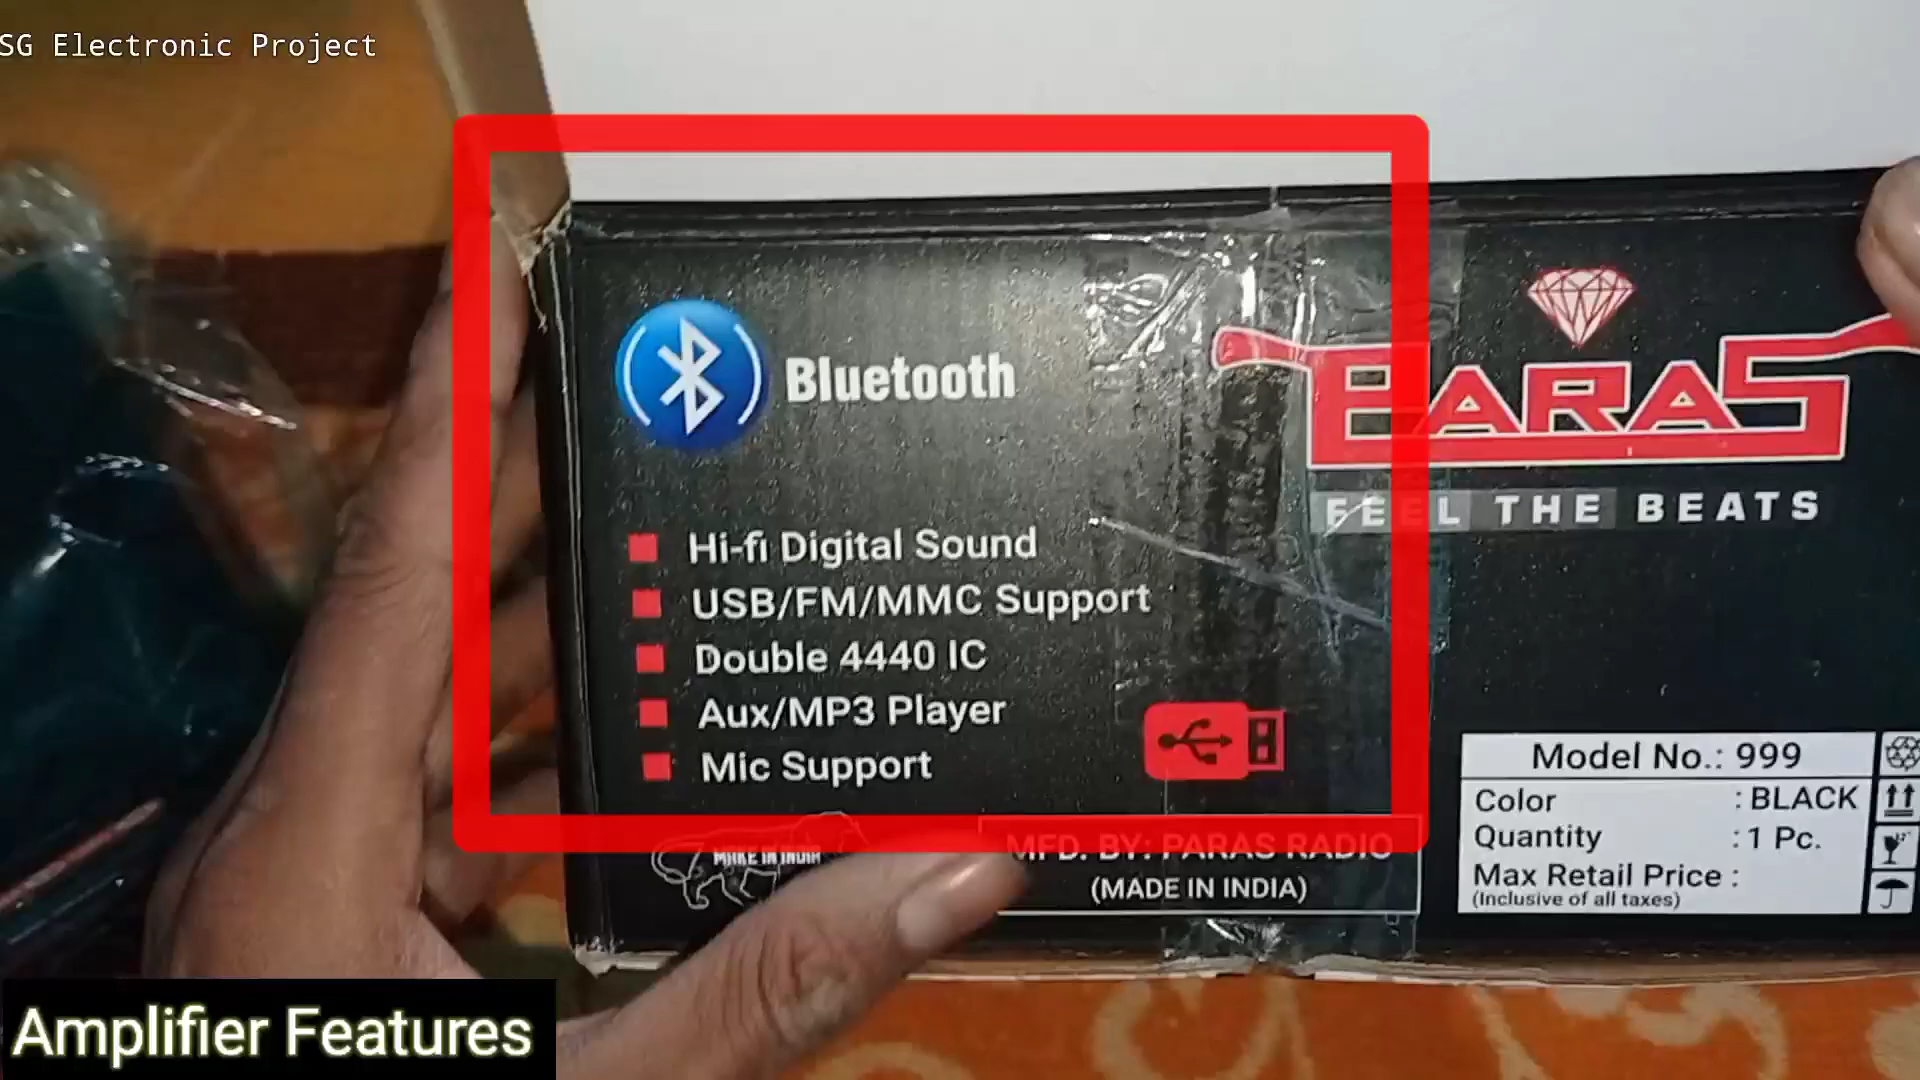 SG Electronic Project
Bluetooth
PARAS
FEEL THE BEATS
Hi-fi Digital Sound
USB/FM/MMC Support
Double 4440 IC
Aux/MP3 Player
Mic Support
MAKE IN INDIA
MFD. BY: PARAS RADIO
(MADE IN INDIA)
Model No.: 999
Color : BLACK
Quantity : 1 Pc.
Max Retail Price :
(Inclusive of all taxes)
Amplifier Features